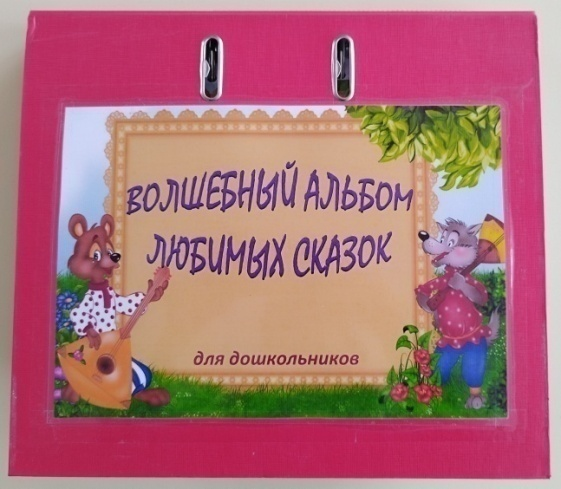 ВОЛШЕБНЫЙ АЛЬБОМ
ЛЮБИМЫХ СКАЗОК
для дошкольников